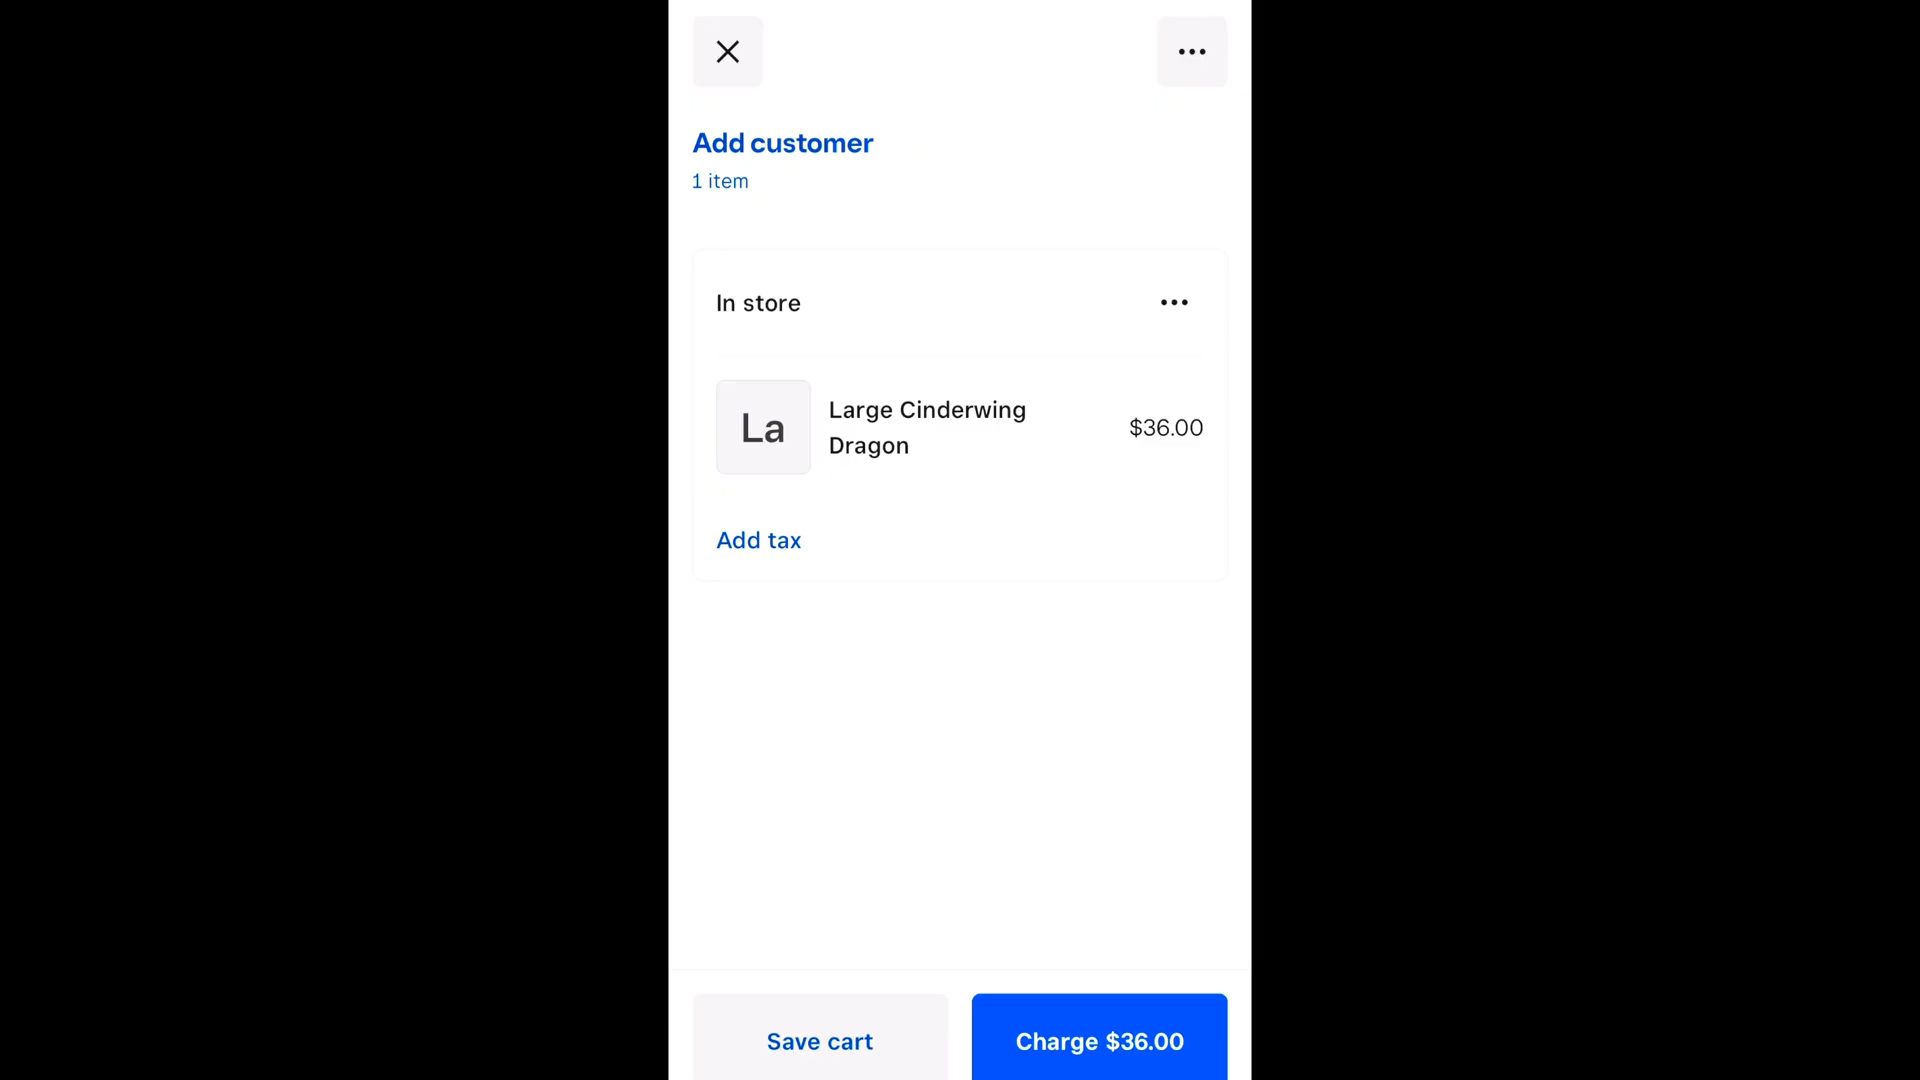 Add customer
1 item
In store
La
Large Cinderwing
Dragon
$36.00
Add tax
Save cart
Charge $36.00